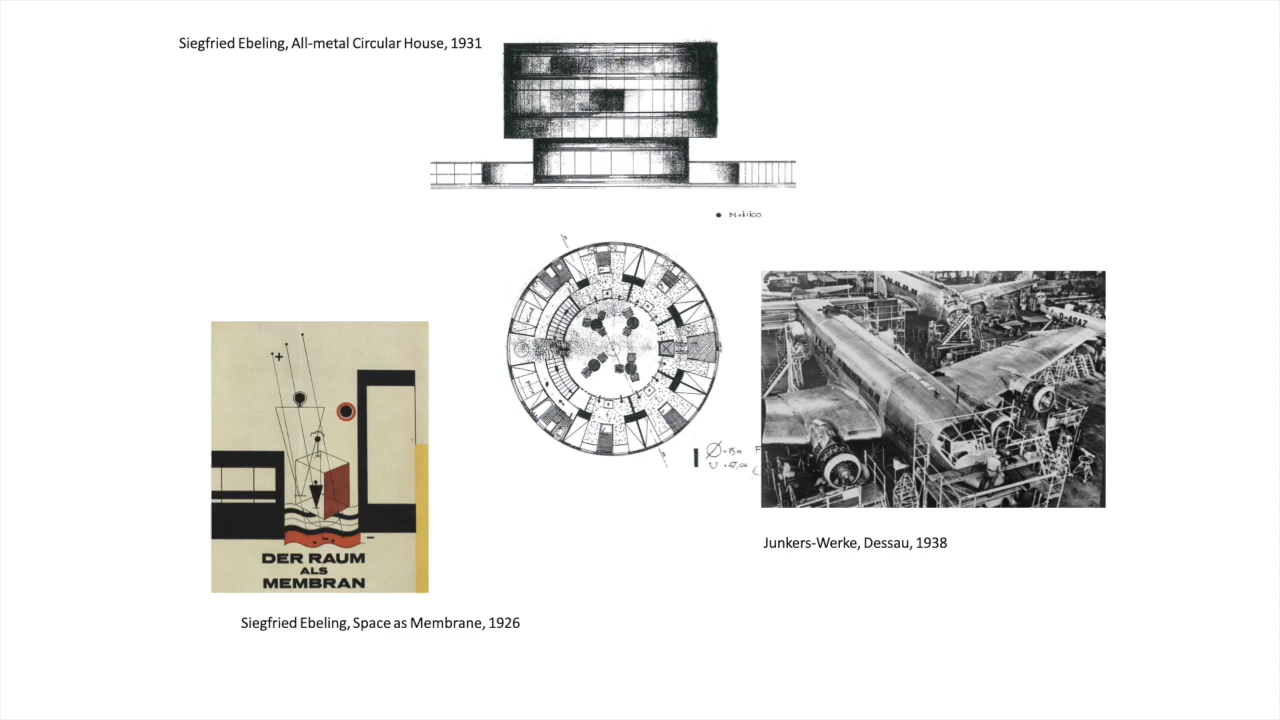 Siegfried Ebeling, All-metal Circular House, 1931
DER RAUM
ALS
MEMBRAN
Siegfried Ebeling, Space as Membrane, 1926
Junkers-Werke, Dessau, 1938